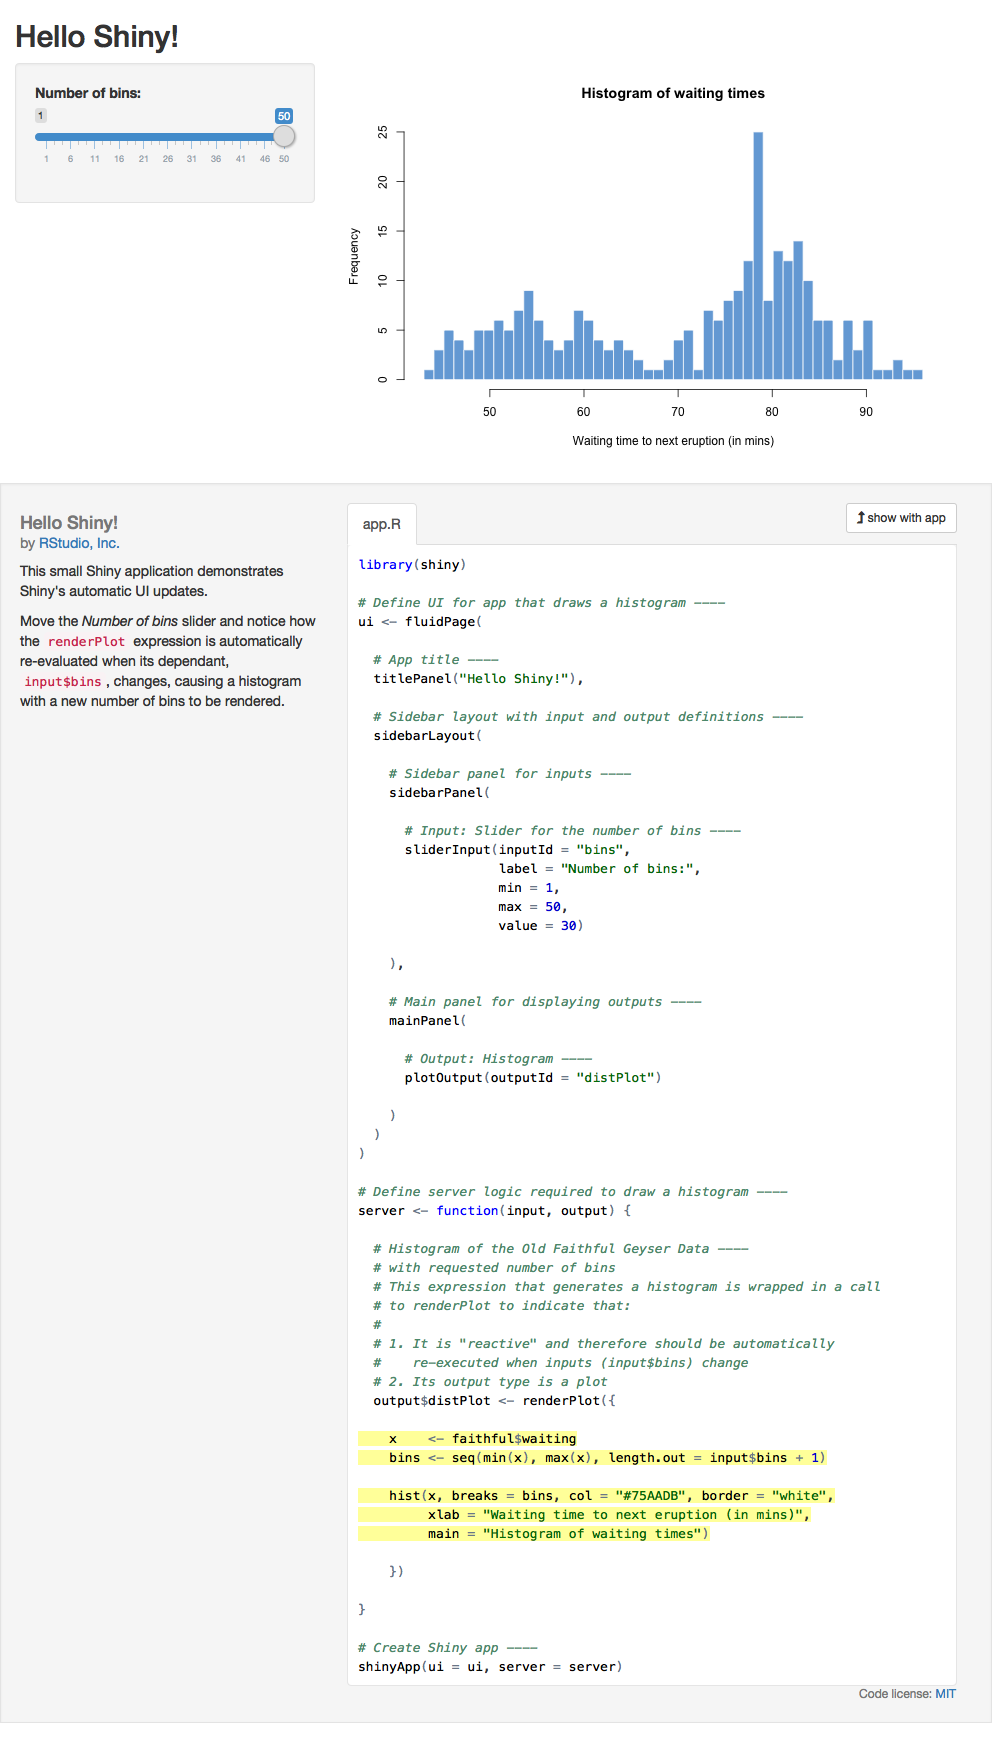 Hello Shiny!
Number of bins:
1 50
1 6 11 16 21 26 31 36 41 46 50
Histogram of waiting times
Frequency
25
20
15
10
5
0
50 60 70 80 90
Waiting time to next eruption (in mins)
Hello Shiny!
by RStudio, Inc.
This small Shiny application demonstrates
Shiny's automatic UI updates.
Move the Number of bins slider and notice how
the renderPlot expression is automatically
re-evaluated when its dependant,
input$bins , changes, causing a histogram
with a new number of bins to be rendered.
app.R
show with app
library(shiny)
# Define UI for app that draws a histogram ----
ui <- fluidPage(
# App title ----
titlePanel("Hello Shiny!"),
# Sidebar layout with input and output definitions ----
sidebarLayout(
# Sidebar panel for inputs ----
sidebarPanel(
# Input: Slider for the number of bins ----
sliderInput(inputId = "bins",
label = "Number of bins:",
min = 1,
max = 50,
value = 30)
),
# Main panel for displaying outputs ----
mainPanel(
# Output: Histogram ----
plotOutput(outputId = "distPlot")
)
)
)
# Define server logic required to draw a histogram ----
server <- function(input, output) {
# Histogram of the Old Faithful Geyser Data ----
# with requested number of bins
# This expression that generates a histogram is wrapped in a call
# to renderPlot to indicate that:
#
# 1. It is "reactive" and therefore should be automatically
#    re-executed when inputs (input$bins) change
# 2. Its output type is a plot
output$distPlot <- renderPlot({
x    <- faithful$waiting
bins <- seq(min(x), max(x), length.out = input$bins + 1)
hist(x, breaks = bins, col = "#75AADB", border = "white",
xlab = "Waiting time to next eruption (in mins)",
main = "Histogram of waiting times")
})
}
# Create Shiny app ----
shinyApp(ui = ui, server = server)
Code license: MIT